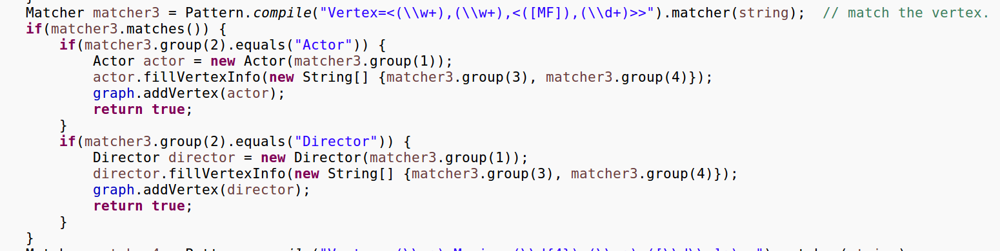 }
Matcher matcher3 = Pattern.compile("Vertex=<(\\w+),(\\w+),<([MF]),(\\d+)>>").matcher(string);  // match the vertex.
if(matcher3.matches()) {
    if(matcher3.group(2).equals("Actor")) {
        Actor actor = new Actor(matcher3.group(1));
        actor.fillVertexInfo(new String[] {matcher3.group(3), matcher3.group(4)});
        graph.addVertex(actor);
        return true;
    }
    if(matcher3.group(2).equals("Director")) {
        Director director = new Director(matcher3.group(1));
        director.fillVertexInfo(new String[] {matcher3.group(3), matcher3.group(4)});
        graph.addVertex(director);
        return true;
    }
}